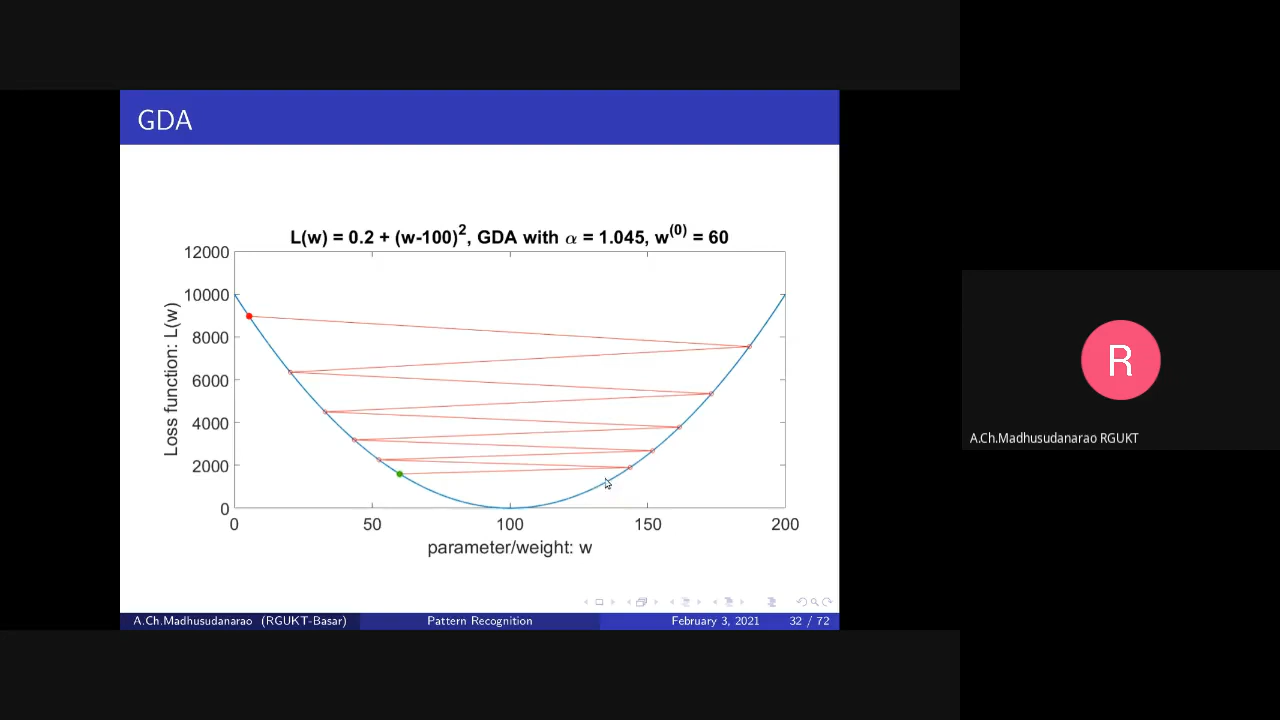 GDA
L(w) = 0.2 + (w-100)^2, GDA with α = 1.045, w^(0) = 60
Loss function: L(w)
12000
10000
8000
6000
4000
2000
0
0 50 100 150 200
parameter/weight: w
A.Ch.Madhusudanarao (RGUKT-Basar) Pattern Recognition February 3, 2021 32 / 72
R
A.Ch.Madhusudanarao RGUKT